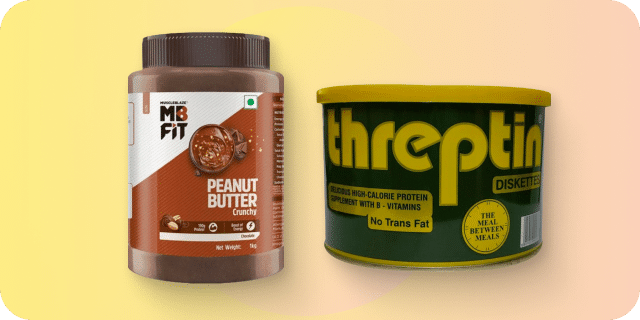 MUSCLEBLAZE
MB
FiT
PEANUT
BUTTER
Crunchy
Chocolate
Net Weight: 1kg
threptin
DISKETTES
DELICIOUS HIGH-CALORIE PROTEIN
SUPPLEMENT WITH B - VITAMINS
No Trans Fat
THE
MEAL
BETWEEN
MEALS